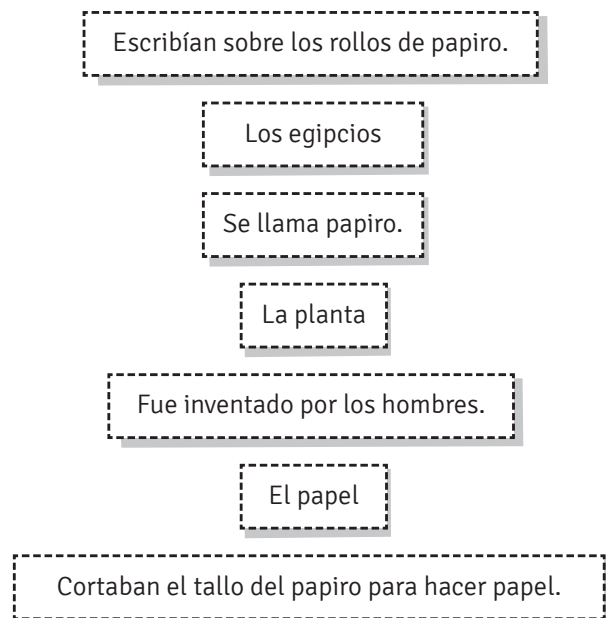 Escribían sobre los rollos de papiro.
Los egipcios
Se llama papiro.
La planta
Fue inventado por los hombres.
El papel
Cortaban el tallo del papiro para hacer papel.